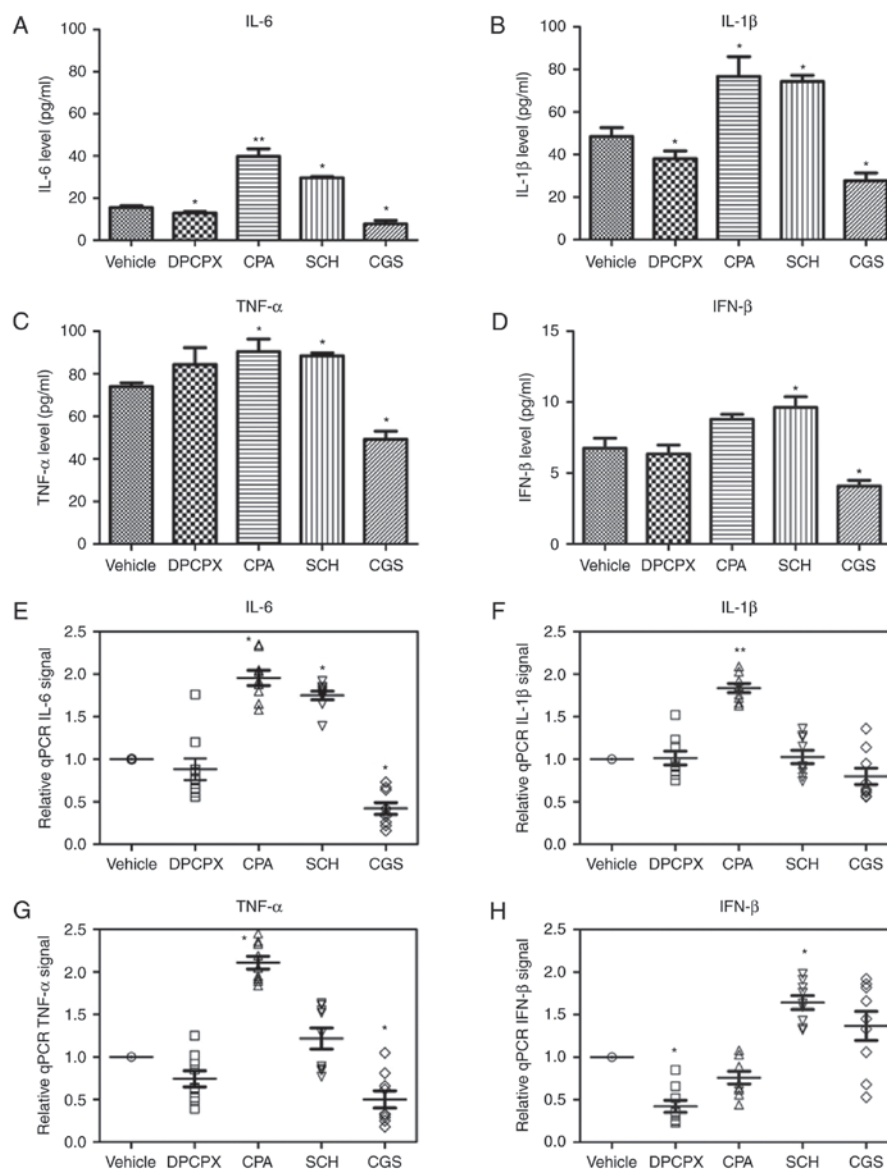 A
IL-6
IL-6 level (pg/ml)
100
80
60
40
20
0
*
**
*
*
Vehicle DPCPX CPA SCH CGS
B
IL-1β
IL-1β level (pg/ml)
100
80
60
40
20
0
*
*
*
*
Vehicle DPCPX CPA SCH CGS
C
TNF-α
TNF-α level (pg/ml)
100
80
60
40
20
0
*
*
*
Vehicle DPCPX CPA SCH CGS
D
IFN-β
IFN-β level (pg/ml)
15
10
5
0
*
*
Vehicle DPCPX CPA SCH CGS
E
IL-6
Relative qPCR IL-6 signal
2.5
2.0
1.5
1.0
0.5
0.0
*
*
*
Vehicle DPCPX CPA SCH CGS
F
IL-1β
Relative qPCR IL-1β signal
2.5
2.0
1.5
1.0
0.5
0.0
**
Vehicle DPCPX CPA SCH CGS
G
TNF-α
Relative qPCR TNF-α signal
2.5
2.0
1.5
1.0
0.5
0.0
*
*
Vehicle DPCPX CPA SCH CGS
H
IFN-β
Relative qPCR IFN-β signal
2.5
2.0
1.5
1.0
0.5
0.0
*
*
Vehicle DPCPX CPA SCH CGS